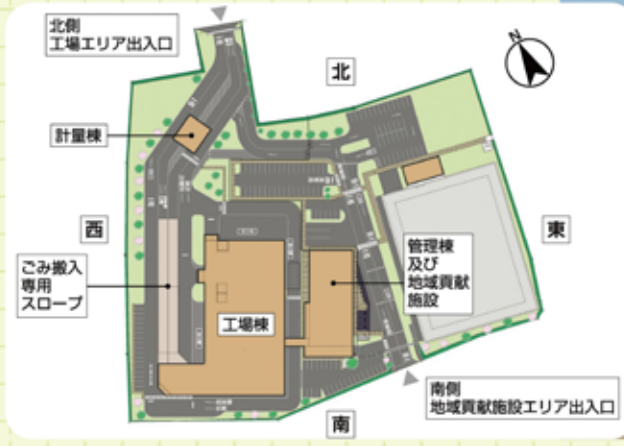 北側
工場エリア出入口
N
北
計量棟
西
東
ごみ搬入
専用
スロープ
管理棟
及び
地域貢献
施設
工場棟
南側
地域貢献施設エリア出入口
南